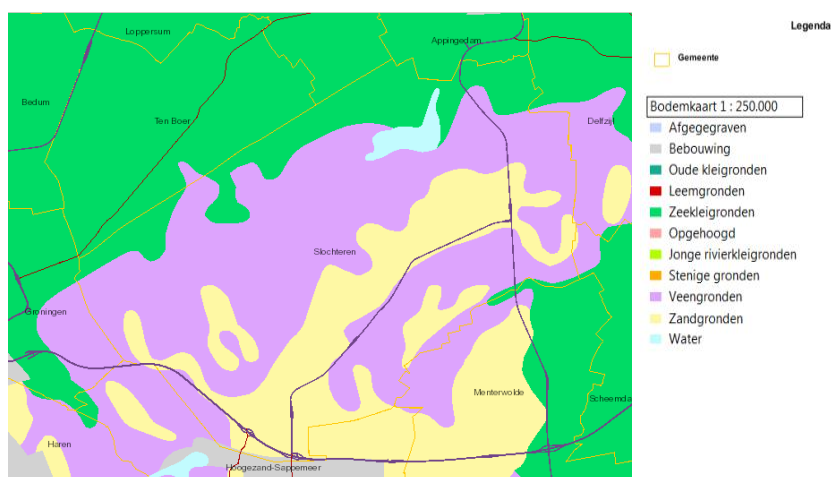 Loppersum
Appingedam
Bedum
Ten Boer
Delfzijl
Slochteren
Groningen
Menterwolde
Scheemda
Haren
Hoogezand-Sappemeer
Legenda
Gemeente
Bodemkaart 1 : 250.000
Afgegegraven
Bebouwing
Oude kleigronden
Leemgronden
Zeekleigronden
Opgehoogd
Jonge rivierkleigronden
Stenige gronden
Veengronden
Zandgronden
Water